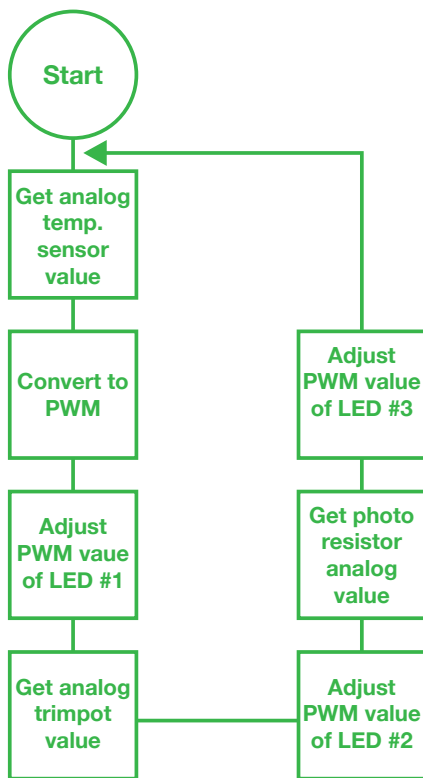 Start
Get analog
temp.
sensor
value
Convert to
PWM
Adjust
PWM vaue
of LED #1
Get analog
trimpot
value
Adjust
PWM value
of LED #2
Get photo
resistor
analog
value
Adjust
PWM value
of LED #3